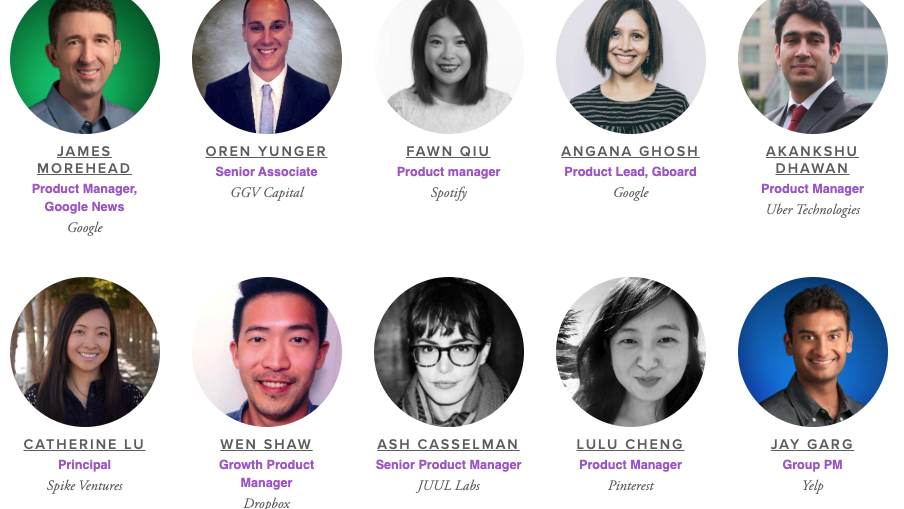 JAMES
MOREHEAD
Product Manager,
Google News
Google
OREN YUNGER
Senior Associate
GGV Capital
FAWN QIU
Product manager
Spotify
ANGANA GHOSH
Product Lead, Gboard
Google
AKANKSHU
DHAWAN
Product Manager
Uber Technologies
CATHERINE LU
Principal
Spike Ventures
WEN SHAW
Growth Product
Manager
Dropbox
ASH CASSELMAN
Senior Product Manager
JUUL Labs
LULU CHENG
Product Manager
Pinterest
JAY GARG
Group PM
Yelp